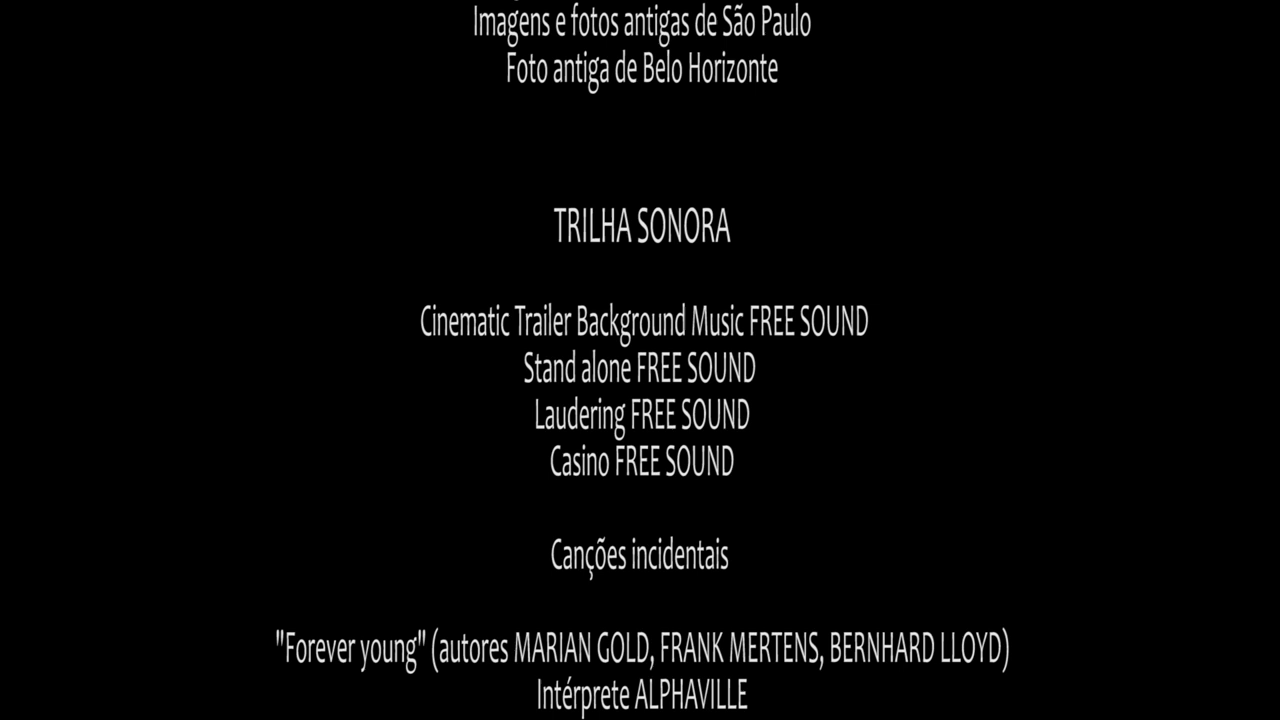 Imagens e fotos antigas de São Paulo
Foto antiga de Belo Horizonte
TRILHA SONORA
Cinematic Trailer Background Music FREE SOUND
Stand alone FREE SOUND
Laudering FREE SOUND
Casino FREE SOUND
Canções incidentais
"Forever young" (autores MARIAN GOLD, FRANK MERTENS, BERNHARD LLOYD)
Intérprete ALPHAVILLE